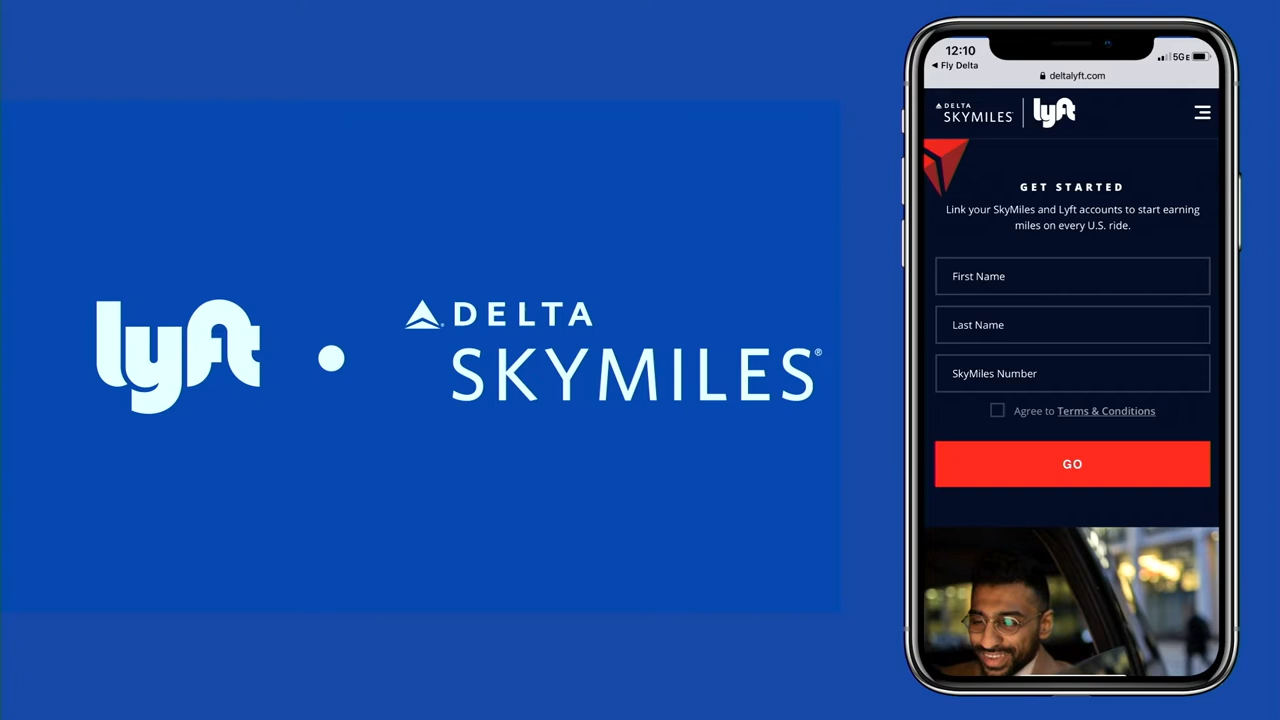 lyft • DELTA
SKYMILES®
12:10
◀ Fly Delta
5GE
deltalyft.com
DELTA
SKYMILES
lyft
GET STARTED
Link your SkyMiles and Lyft accounts to start earning
miles on every U.S. ride.
First Name
Last Name
SkyMiles Number
Agree to Terms & Conditions
GO